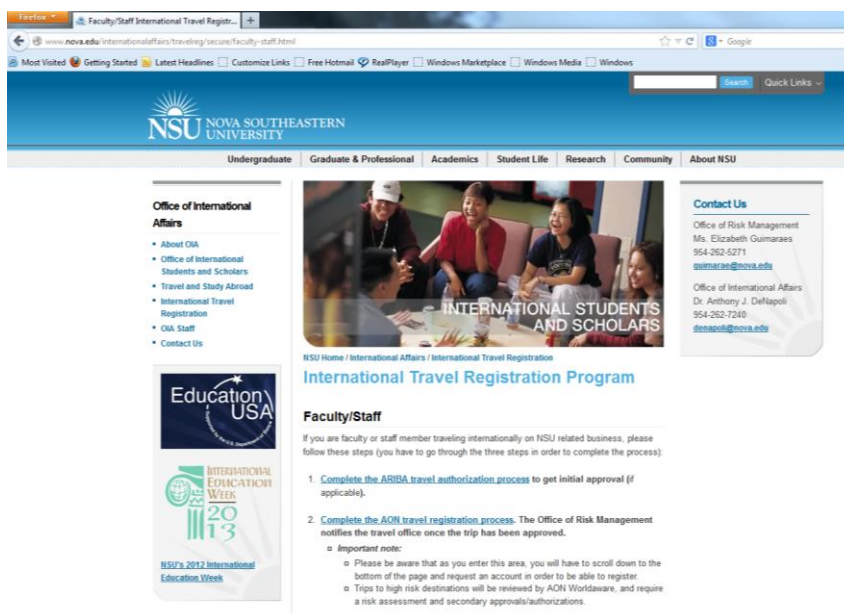 Firefox
Faculty/Staff International Travel Registr...
www.nova.edu/internationalaffairs/travelreg/secure/faculty-staff.html
Google
Most Visited Getting Started Latest Headlines Customize Links Free Hotmail RealPlayer Windows Marketplace Windows Media Windows
Search Quick Links
NSU NOVA SOUTHEASTERN
UNIVERSITY
Undergraduate Graduate & Professional Academics Student Life Research Community About NSU
Office of International
Affairs
About OIA
Office of International
Students and Scholars
Travel and Study Abroad
International Travel
Registration
OIA Staff
Contact Us
Education
USA
Supported by the U.S. Department of State
INTERNATIONAL
EDUCATION
WEEK
20
13
NSU's 2012 International
Education Week
INTERNATIONAL STUDENTS
AND SCHOLARS
NSU Home / International Affairs / International Travel Registration
International Travel Registration Program
Faculty/Staff
If you are faculty or staff member traveling internationally on NSU related business, please
follow these steps (you have to go through the three steps in order to complete the process):
1. Complete the ARIBA travel authorization process to get initial approval (if
applicable).
2. Complete the AON travel registration process. The Office of Risk Management
notifies the travel office once the trip has been approved.
Important note:
Please be aware that as you enter this area, you will have to scroll down to the
bottom of the page and request an account in order to be able to register.
Trips to high risk destinations will be reviewed by AON Worldaware, and require
a risk assessment and secondary approvals/authorizations.
Contact Us
Office of Risk Management
Ms. Elizabeth Guimaraes
954-262-5271
guimarae@nova.edu
Office of International Affairs
Dr. Anthony J. DeNapoli
954-262-7240
denapoli@nova.edu